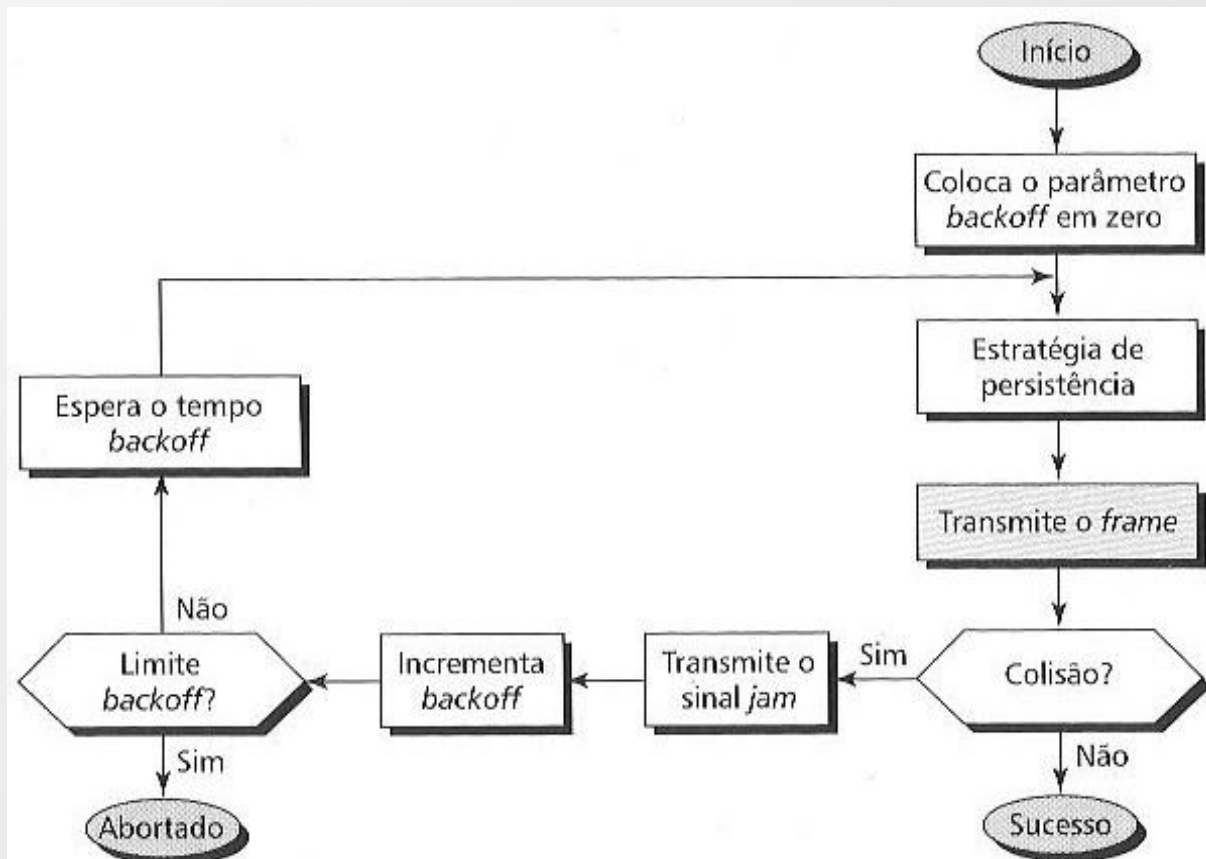 Início
Coloca o parâmetro
backoff em zero
Estratégia de
persistência
Transmite o frame
Colisão?
Sim
Não
Sucesso
Transmite o
sinal jam
Incrementa
backoff
Limite
backoff?
Não
Sim
Espera o tempo
backoff
Abortado